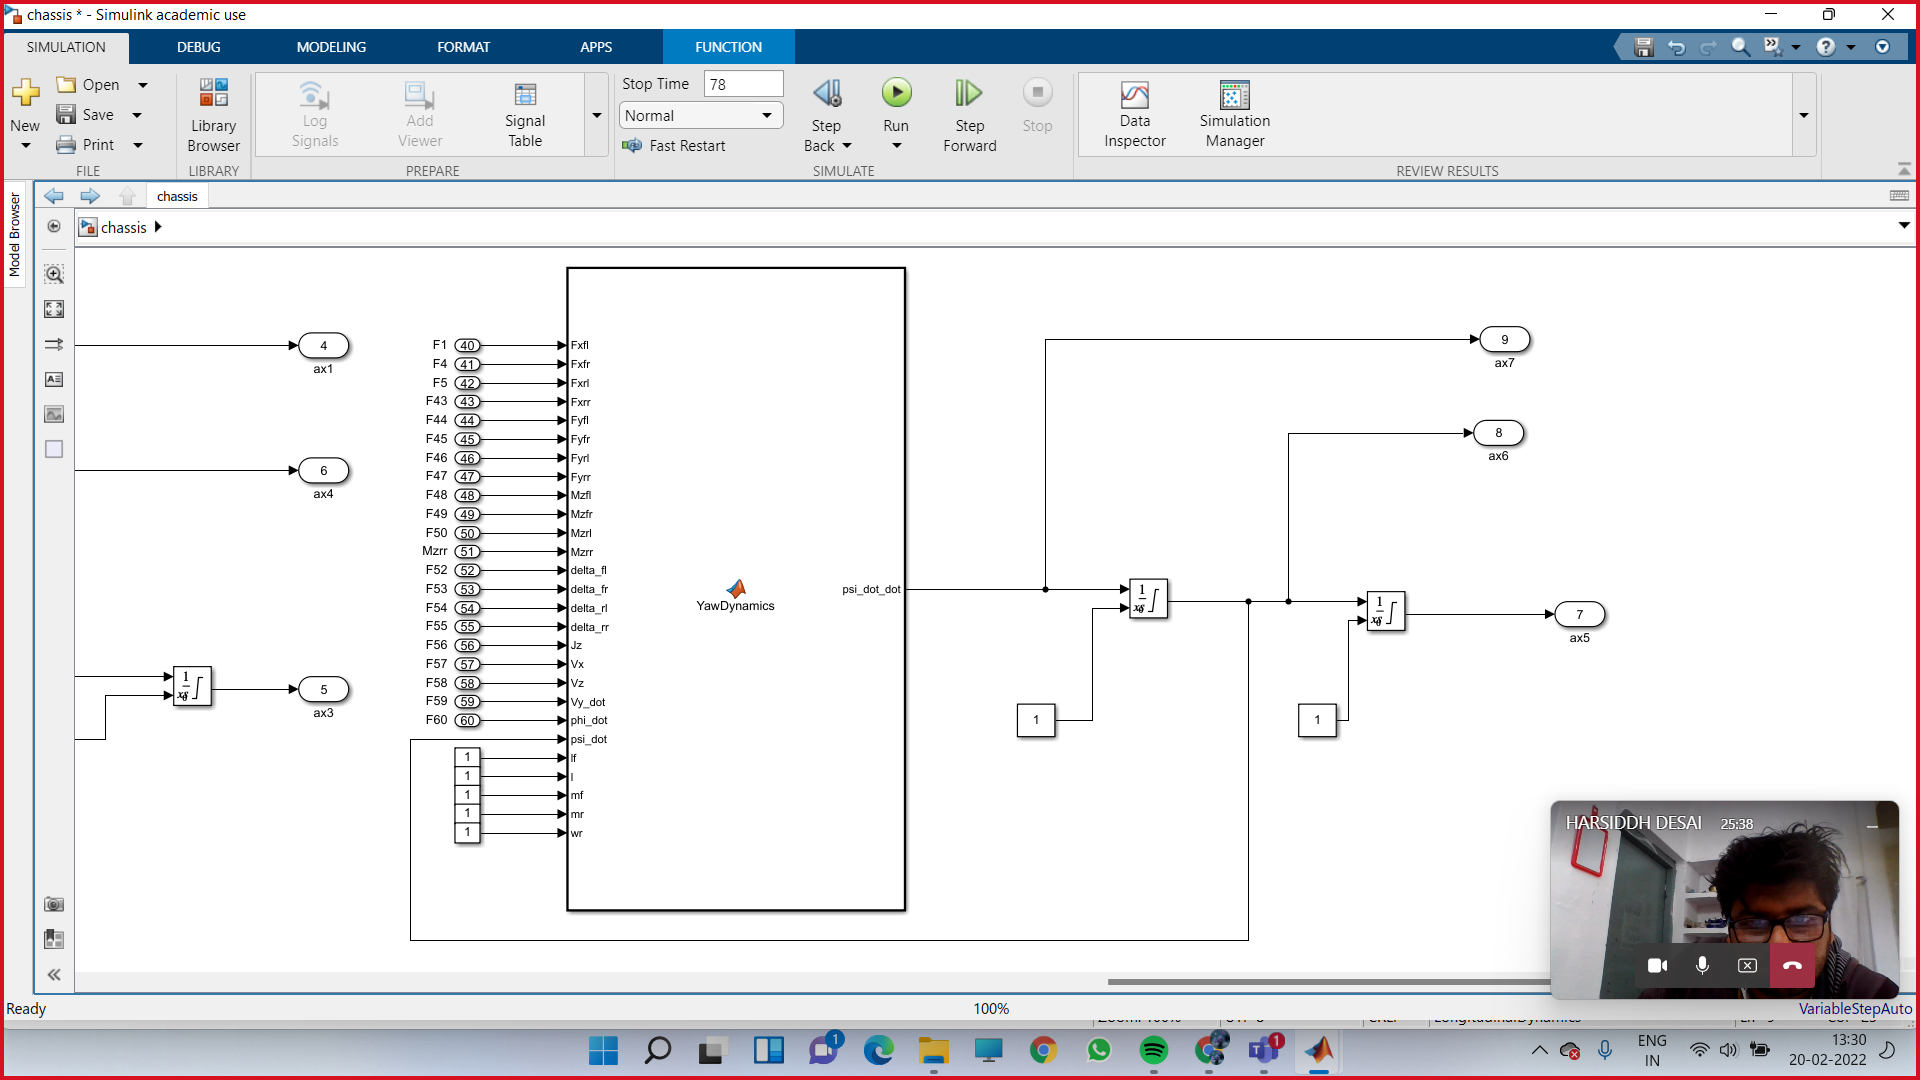 chassis * - Simulink academic use
SIMULATION
DEBUG
MODELING
FORMAT
APPS
FUNCTION
New
Open
Save
Print
FILE
Library
Browser
LIBRARY
Log
Signals
Add
Viewer
Signal
Table
PREPARE
Stop Time
78
Normal
Fast Restart
Step
Back
Run
Step
Forward
Stop
SIMULATE
Data
Inspector
Simulation
Manager
REVIEW RESULTS
Model Browser
chassis
chassis
4
ax1
6
ax4
1
s
5
ax3
F1 40 Fxfl
F4 41 Fxfr
F5 42 Fxrl
F43 43 Fxrr
F44 44 Fyfl
F45 45 Fyfr
F46 46 Fyrl
F47 47 Fyrr
F48 48 Mzfl
F49 49 Mzfr
F50 50 Mzrl
Mzrr 51 Mzrr
F52 52 delta_fl
F53 53 delta_fr
F54 54 delta_rl
F55 55 delta_rr
F56 56 Jz
F57 57 Vx
F58 58 Vz
F59 59 Vy_dot
F60 60 phi_dot
psi_dot
1 lf
1 l
1 mf
1 mr
1 wr
YawDynamics
psi_dot_dot
9
ax7
8
ax6
1
s
1
s
7
ax5
1
1
HARSIDDH DESAI 25:38
Ready
100%
VariableStepAuto
1
1
ENG
IN
13:30
20-02-2022